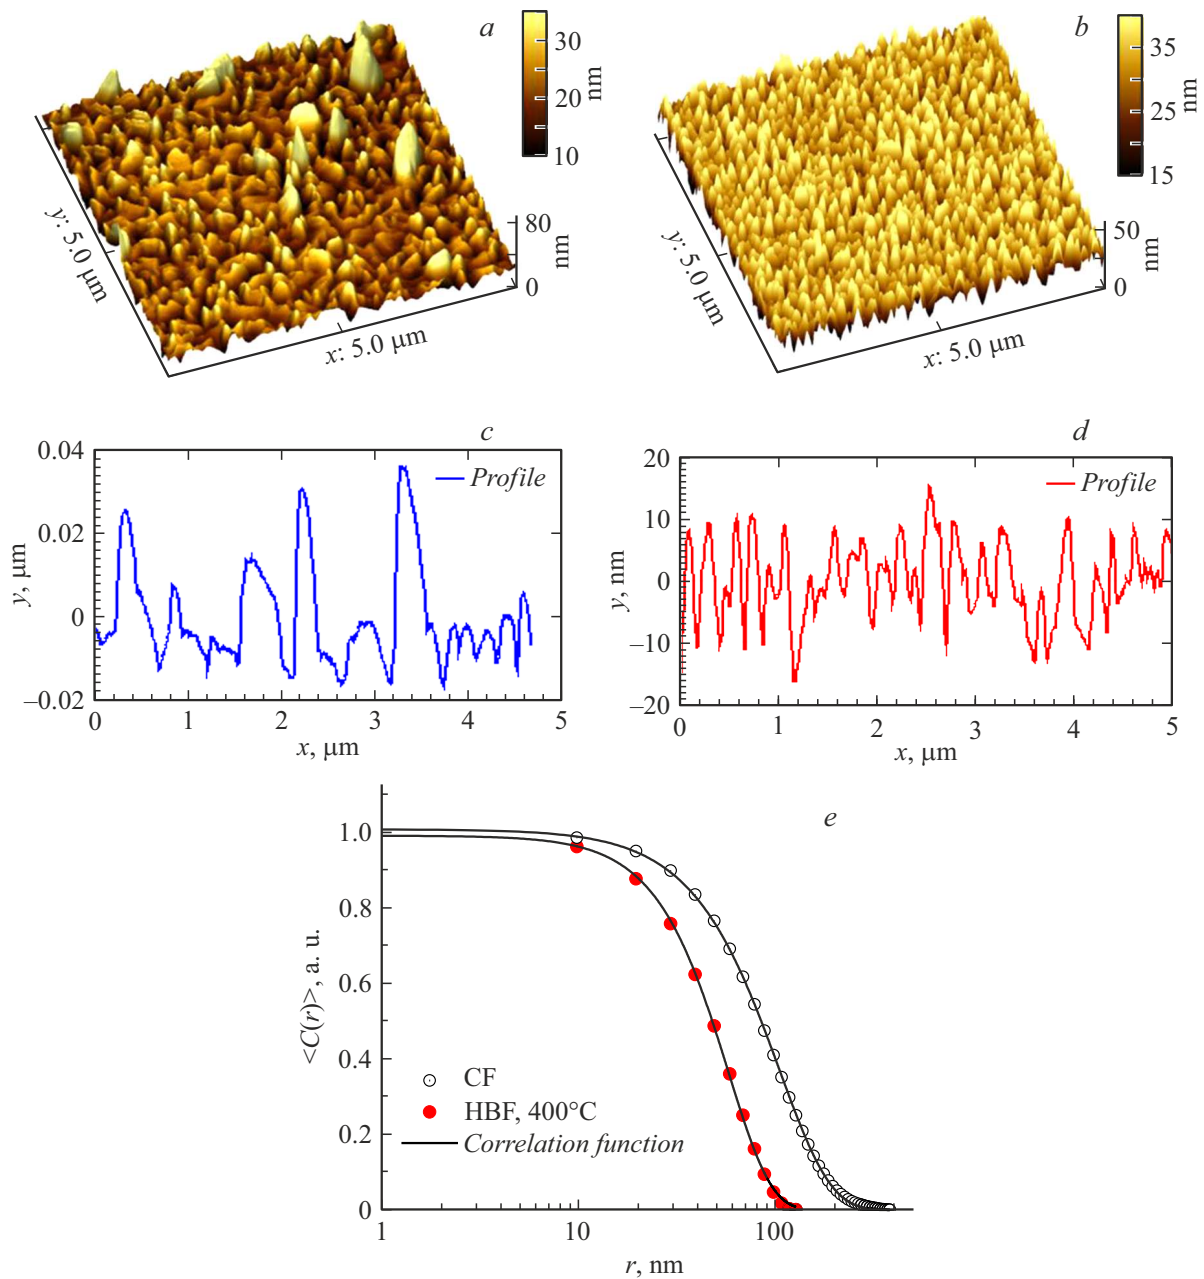 a
30
20
10
nm
80
0
nm
y: 5.0 μm
x: 5.0 μm
b
35
25
15
nm
50
0
nm
y: 5.0 μm
x: 5.0 μm
c
0.04
0.02
0
–0.02
y, μm
Profile
0 1 2 3 4 5
x, μm
d
20
10
0
–10
–20
y, nm
Profile
0 1 2 3 4 5
x, μm
e
1.0
0.8
0.6
0.4
0.2
0
<C(r)>, a. u.
CF
HBF, 400°C
Correlation function
1 10 100
r, nm